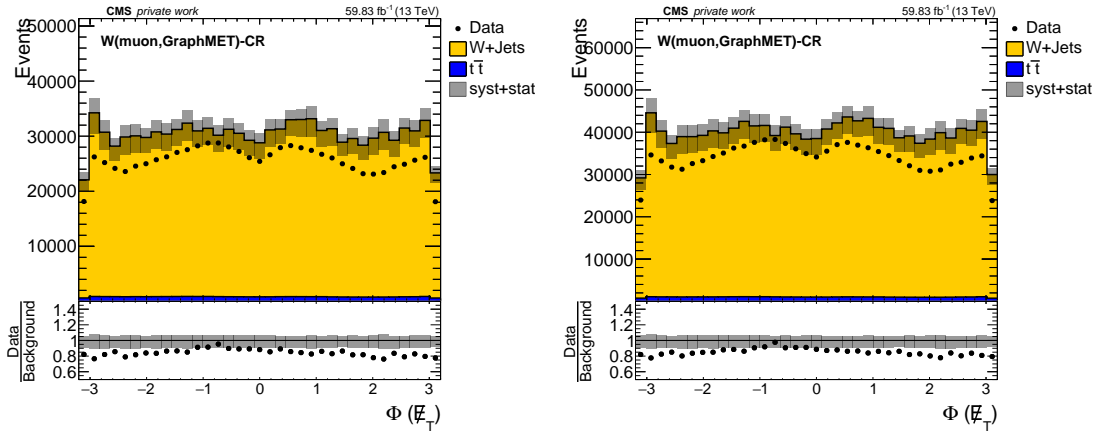 CMS private work 59.83 fb⁻¹ (13 TeV)
W(muon,GraphMET)-CR
Events
50000
40000
30000
20000
10000
Data
W+Jets
tt̅
syst+stat
Data
Background
1.4
1.2
1
0.8
0.6
−3 −2 −1 0 1 2 3
Φ (E̸_T)
CMS private work 59.83 fb⁻¹ (13 TeV)
W(muon,GraphMET)-CR
Events
60000
50000
40000
30000
20000
10000
Data
W+Jets
tt̅
syst+stat
Data
Background
1.4
1.2
1
0.8
0.6
−3 −2 −1 0 1 2 3
Φ (E̸_T)